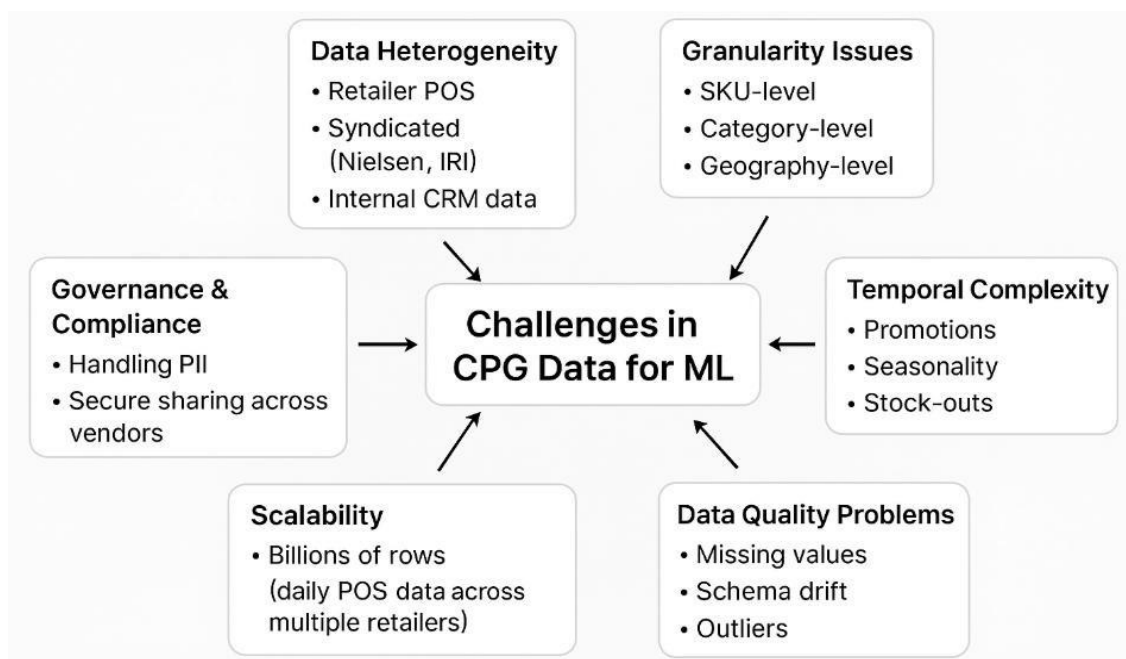 Data Heterogeneity
• Retailer POS
• Syndicated
(Nielsen, IRI)
• Internal CRM data
Granularity Issues
• SKU-level
• Category-level
• Geography-level
Governance &
Compliance
• Handling PII
• Secure sharing across
vendors
Challenges in
CPG Data for ML
Temporal Complexity
• Promotions
• Seasonality
• Stock-outs
Scalability
• Billions of rows
(daily POS data across
multiple retailers)
Data Quality Problems
• Missing values
• Schema drift
• Outliers